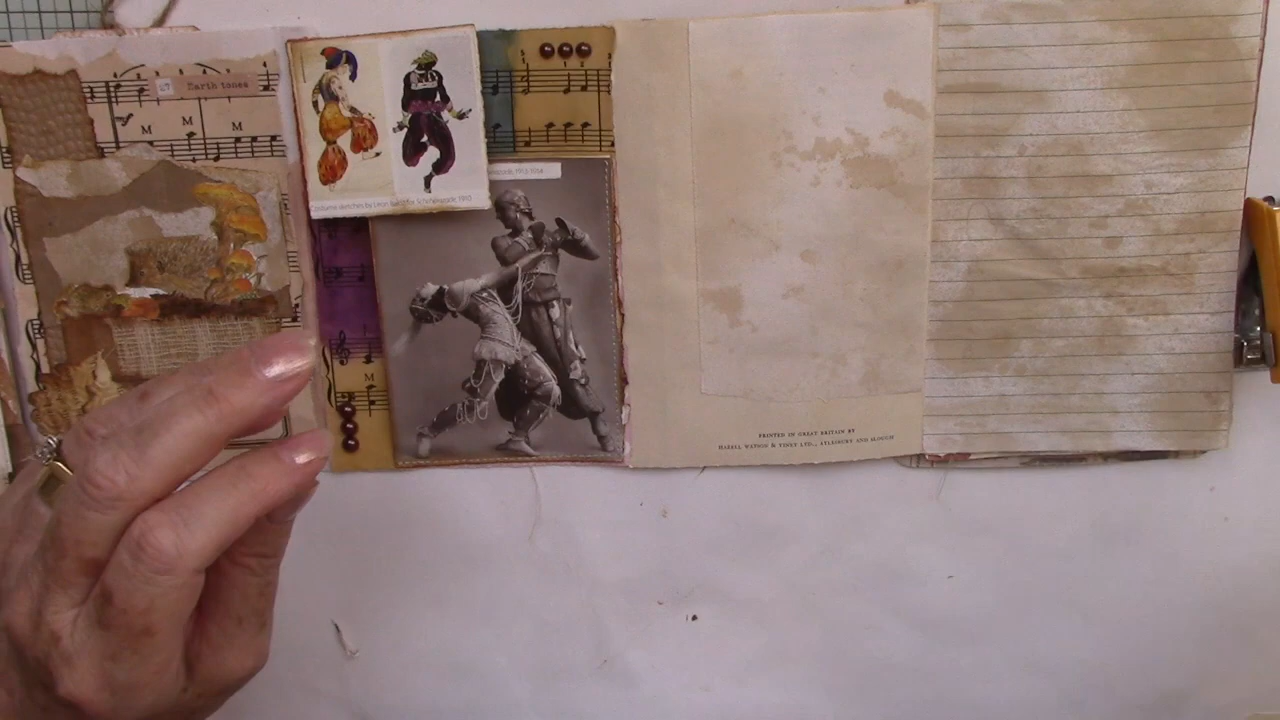 Earth tones
M
M
M
Costume sketches by Leon Bakst for Scheherazade, 1910
1913-1914
M
PRINTED IN GREAT BRITAIN BY
HAZELL WATSON & VINEY LTD., AYLESBURY AND SLOUGH